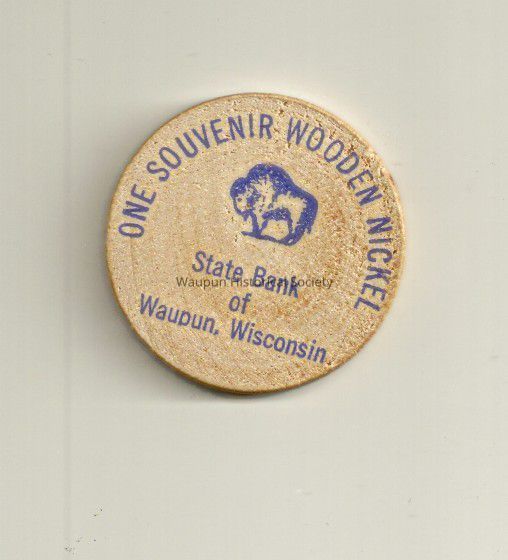 ONE SOUVENIR WOODEN NICKEL
State Bank
Waupun Historical Society
of
Waupun, Wisconsin